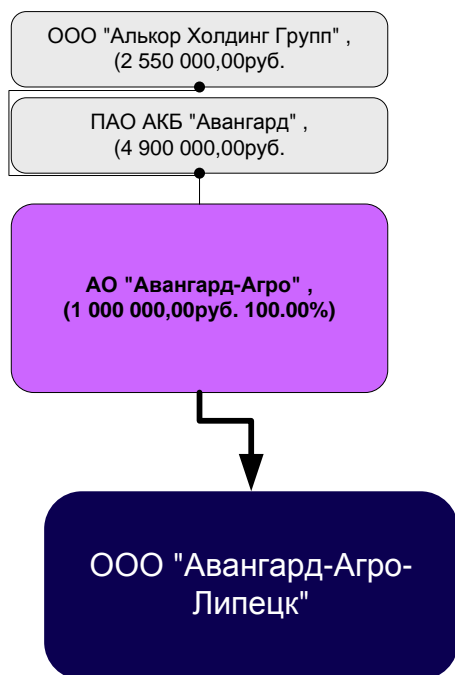 ООО "Алькор Холдинг Групп" ,
(2 550 000,00руб.
ПАО АКБ "Авангард" ,
(4 900 000,00руб.
АО "Авангард-Агро" ,
(1 000 000,00руб. 100.00%)
ООО "Авангард-Агро-
Липецк"